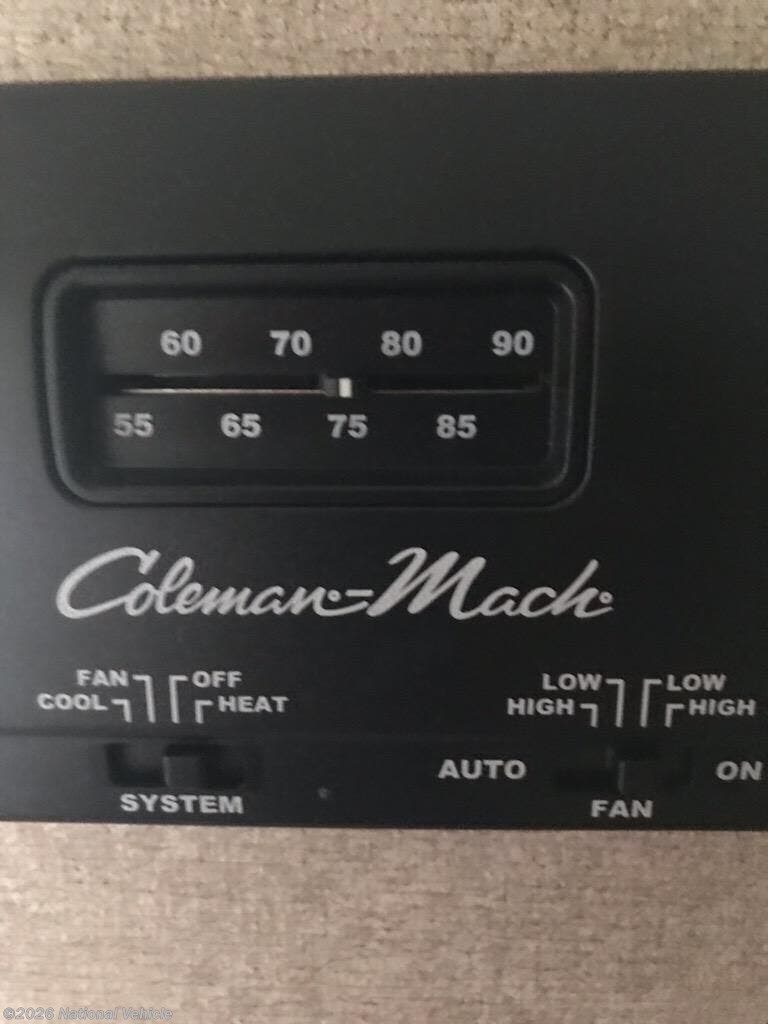 60 70 80 90
55 65 75 85
Coleman-Mach
FAN OFF
COOL HEAT
LOW LOW
HIGH HIGH
AUTO ON
SYSTEM FAN
©2026 National Vehicle